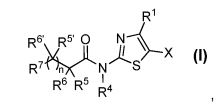 R¹
R⁶' R⁵' O N X (I)
R⁷ n N S
R⁶ R⁵ R⁴ ,